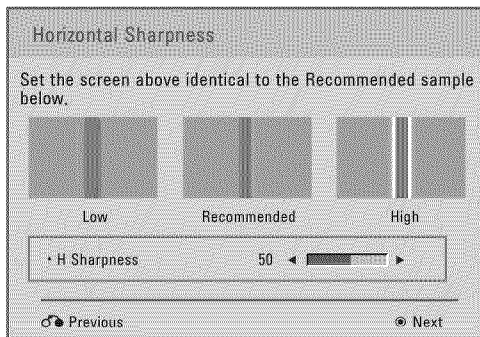 Horizontal Sharpness
Set the screen above identical to the Recommended sample
below.
Low
Recommended
High
• H Sharpness 50 ◄ ►
Previous
Next